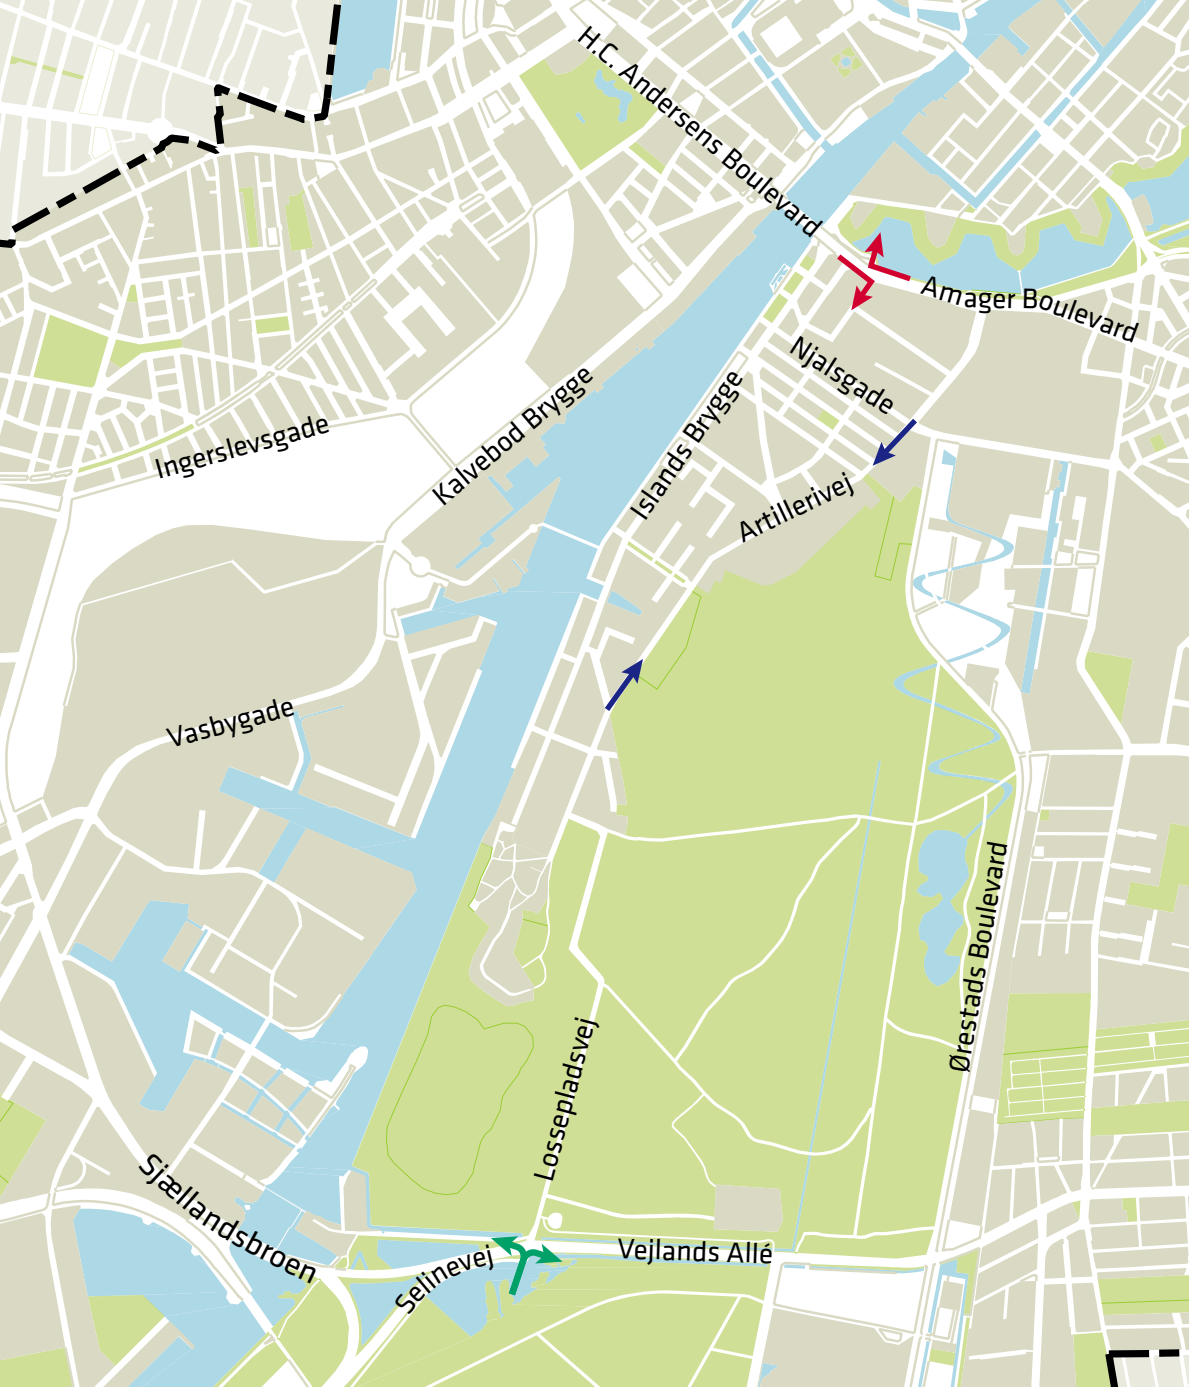 H.C. Andersens Boulevard
Amager Boulevard
Njalsgade
Islands Brygge
Kalvebod Brygge
Ingerslevsgade
Artillerivej
Vasbygade
Ørestads Boulevard
Lossepladsvej
Sjællandsbroen
Selinevej
Vejlands Allé